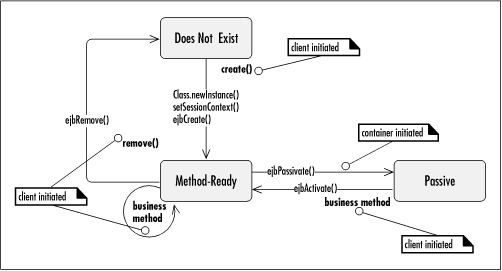 Does Not Exist
client initiated
create()
Class.newInstance()
setSessionContext()
ejbCreate()
ejbRemove()
remove()
container initiated
Method-Ready
ejbPassivate()
Passive
ejbActivate()
client initiated
business
method
business method
client initiated